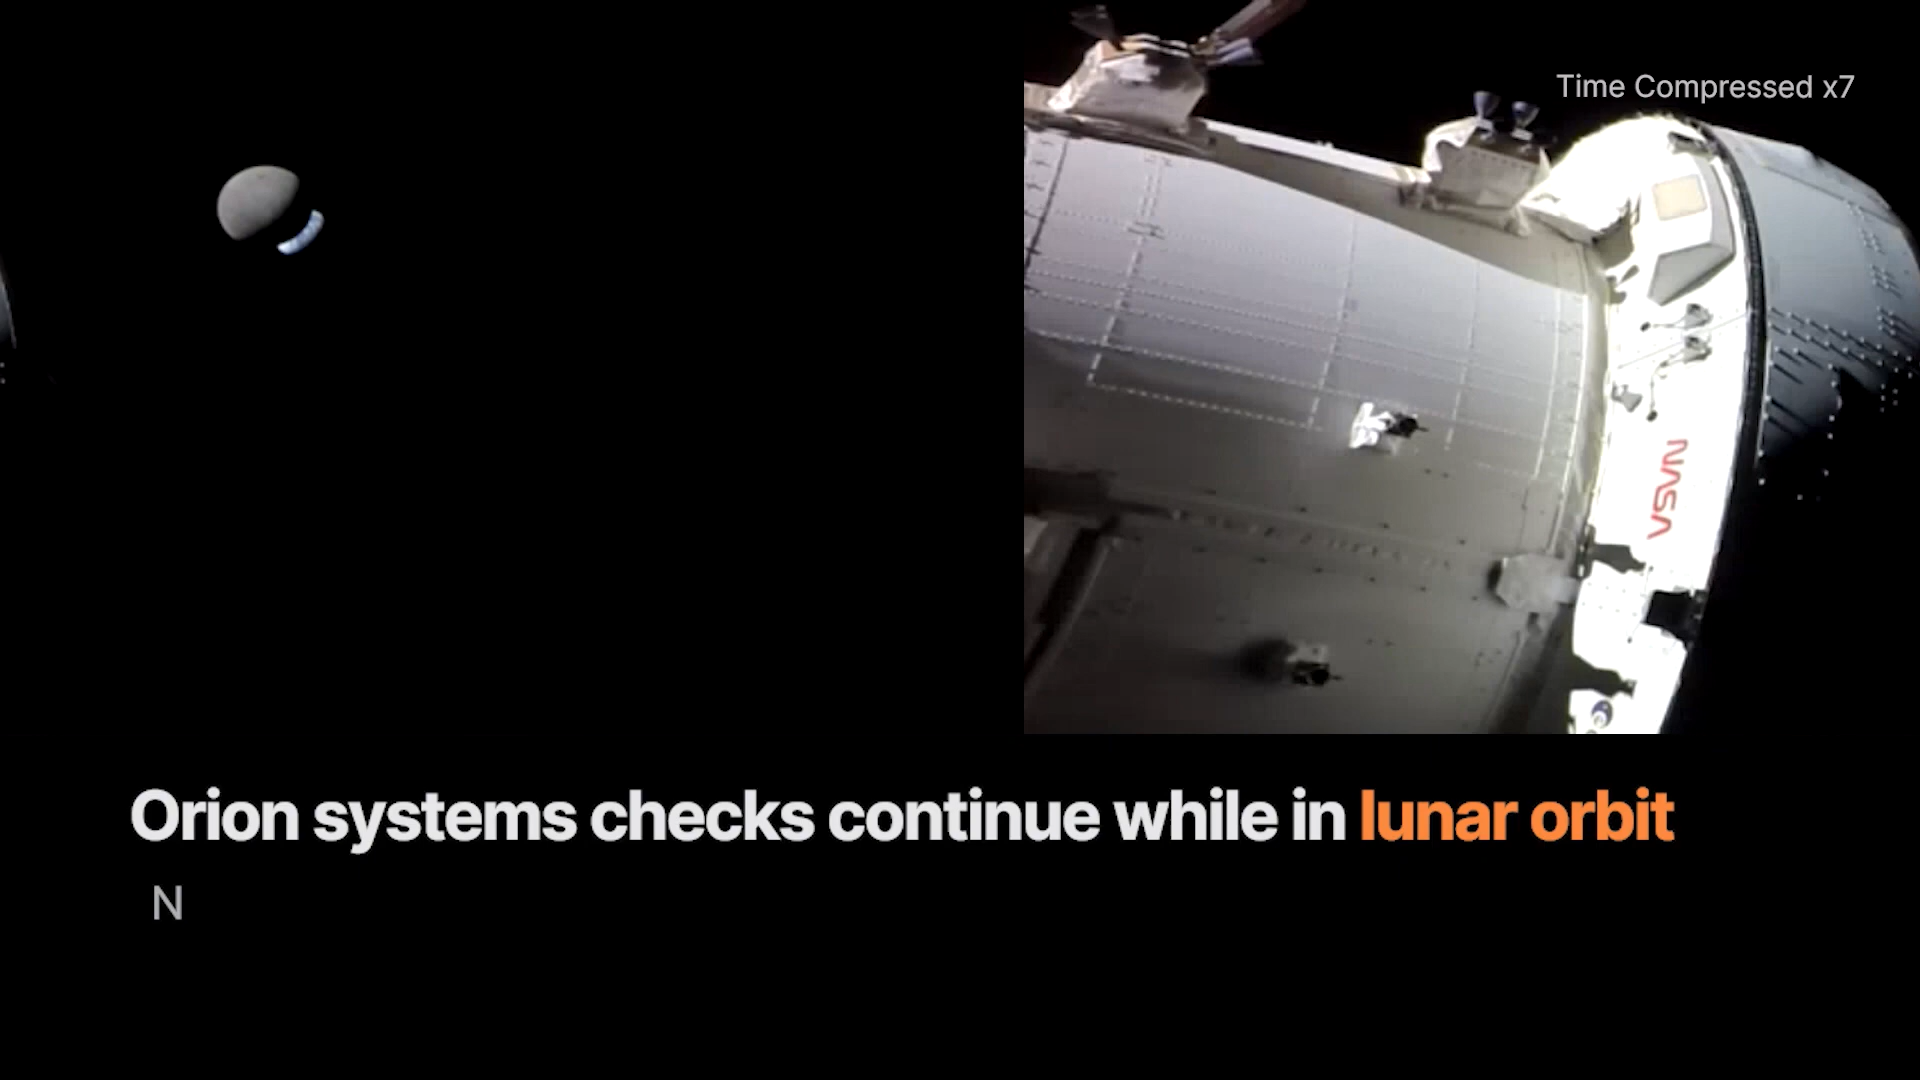 Time Compressed x7
NASA
Orion systems checks continue while in lunar orbit
N